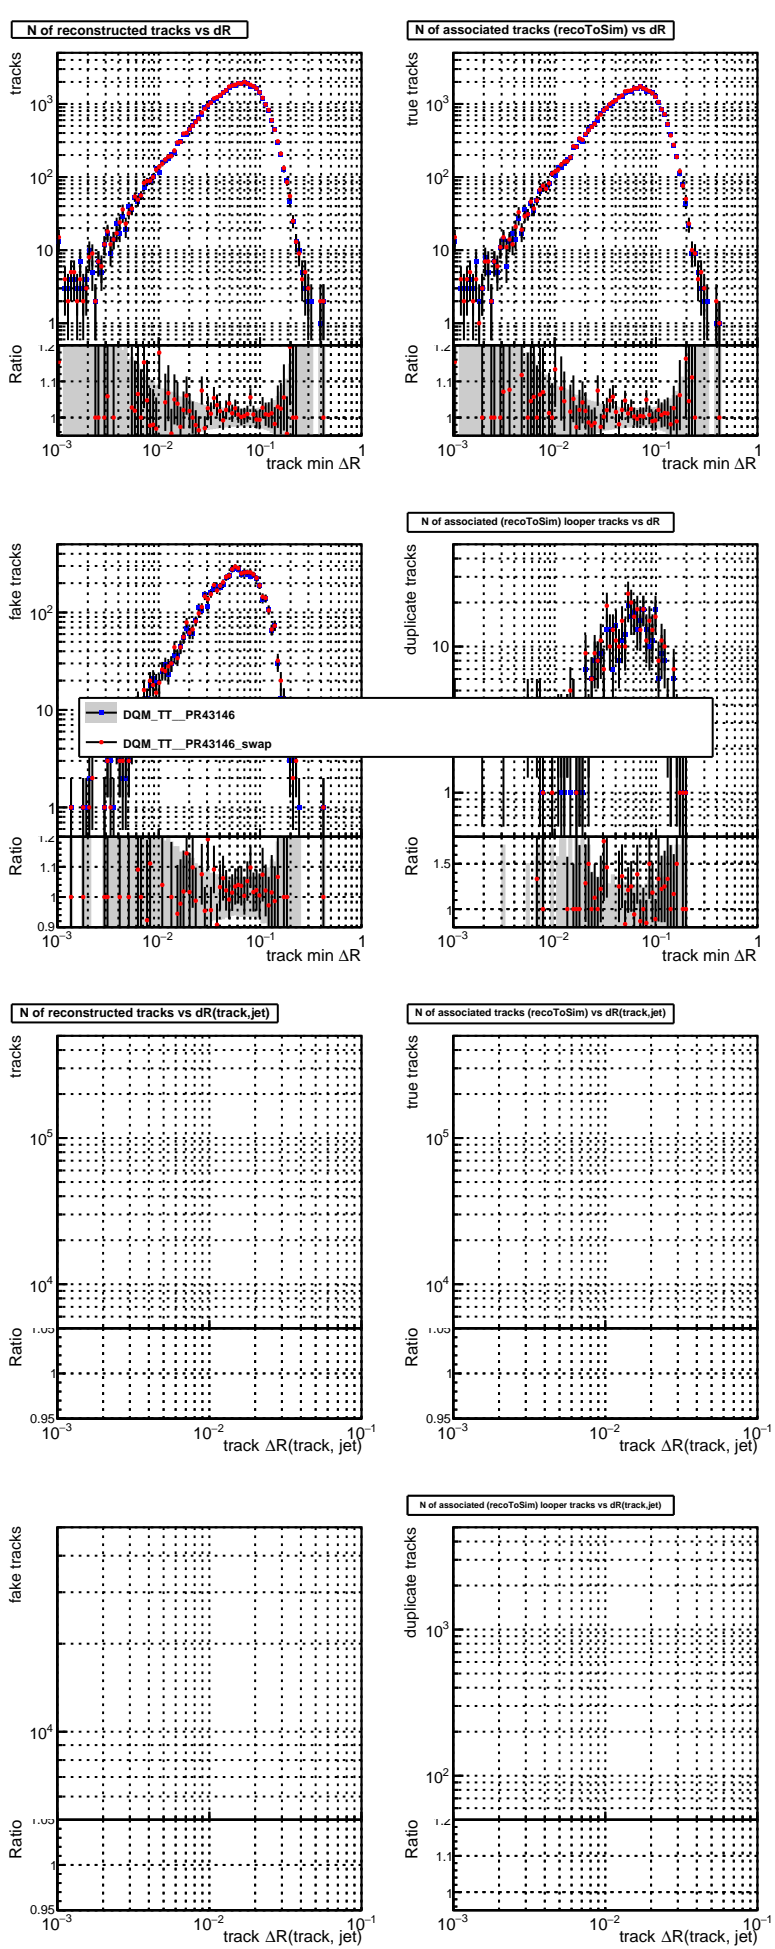 N of reconstructed tracks vs dR
tracks
10³
10²
10
1
Ratio
1.2
1.1
1
10⁻³ 10⁻² 10⁻¹ 1
track min ΔR
N of associated tracks (recoToSim) vs dR
true tracks
10³
10²
10
1
Ratio
1.2
1.1
1
10⁻³ 10⁻² 10⁻¹ 1
track min ΔR
fake tracks
10²
10
1
Ratio
1.2
1.1
1
0.9
10⁻³ 10⁻² 10⁻¹ 1
track min ΔR
N of associated (recoToSim) looper tracks vs dR
duplicate tracks
10
1
Ratio
1.5
1
10⁻³ 10⁻² 10⁻¹ 1
track min ΔR
DQM_TT__PR43146
DQM_TT__PR43146_swap
N of reconstructed tracks vs dR(track,jet)
tracks
10⁵
10⁴
Ratio
1.05
1
0.95
10⁻³ 10⁻² 10⁻¹
track ΔR(track, jet)
N of associated tracks (recoToSim) vs dR(track,jet)
true tracks
10⁵
10⁴
Ratio
1.05
1
0.95
10⁻³ 10⁻² 10⁻¹
track ΔR(track, jet)
fake tracks
10⁴
Ratio
1.05
1
0.95
10⁻³ 10⁻² 10⁻¹
track ΔR(track, jet)
N of associated (recoToSim) looper tracks vs dR(track,jet)
duplicate tracks
10³
10²
Ratio
1.2
1.1
1
10⁻³ 10⁻² 10⁻¹
track ΔR(track, jet)